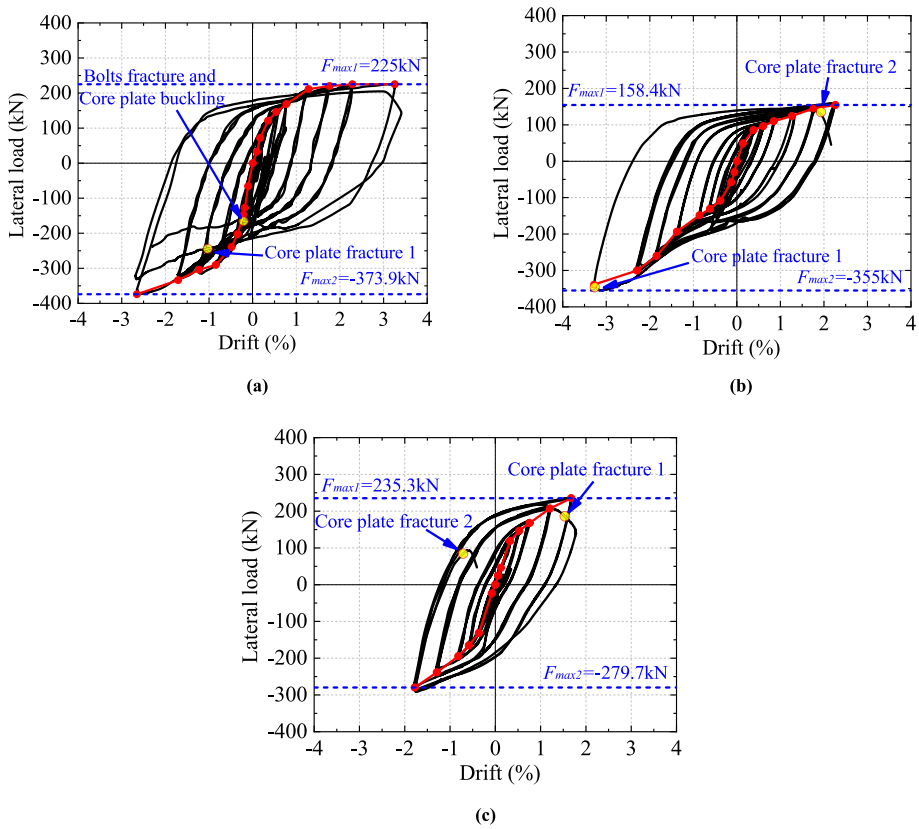 400
300
200
100
0
-100
-200
-300
-400
-4 -3 -2 -1 0 1 2 3 4
Lateral load (kN)
Drift (%)
Fmax1=225kN
Bolts fracture and
Core plate buckling
Core plate fracture 1
Fmax2=-373.9kN
(a)
400
300
200
100
0
-100
-200
-300
-400
-4 -3 -2 -1 0 1 2 3 4
Lateral load (kN)
Drift (%)
Core plate fracture 2
Fmax1=158.4kN
Core plate fracture 1
Fmax2=-355kN
(b)
400
300
200
100
0
-100
-200
-300
-400
-4 -3 -2 -1 0 1 2 3 4
Lateral load (kN)
Drift (%)
Core plate fracture 1
Fmax1=235.3kN
Core plate fracture 2
Fmax2=-279.7kN
(c)